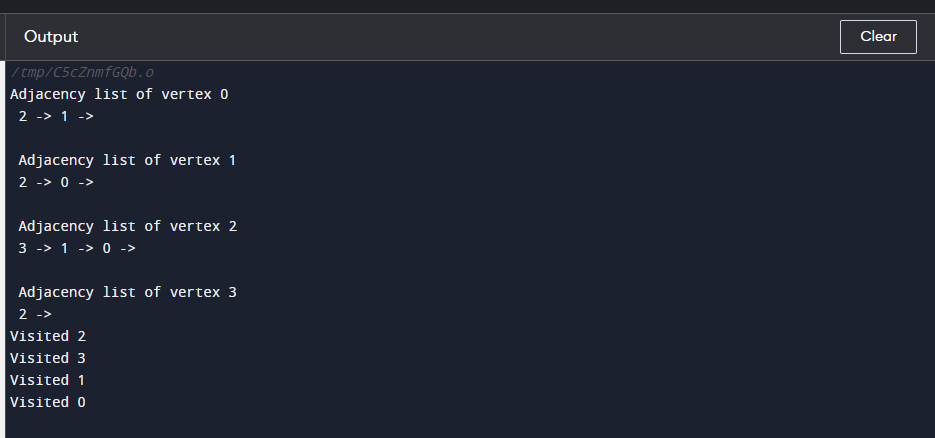 Output
Clear
/tmp/C5cZnmfGQb.o
Adjacency list of vertex 0
2 -> 1 ->
Adjacency list of vertex 1
2 -> 0 ->
Adjacency list of vertex 2
3 -> 1 -> 0 ->
Adjacency list of vertex 3
2 ->
Visited 2
Visited 3
Visited 1
Visited 0